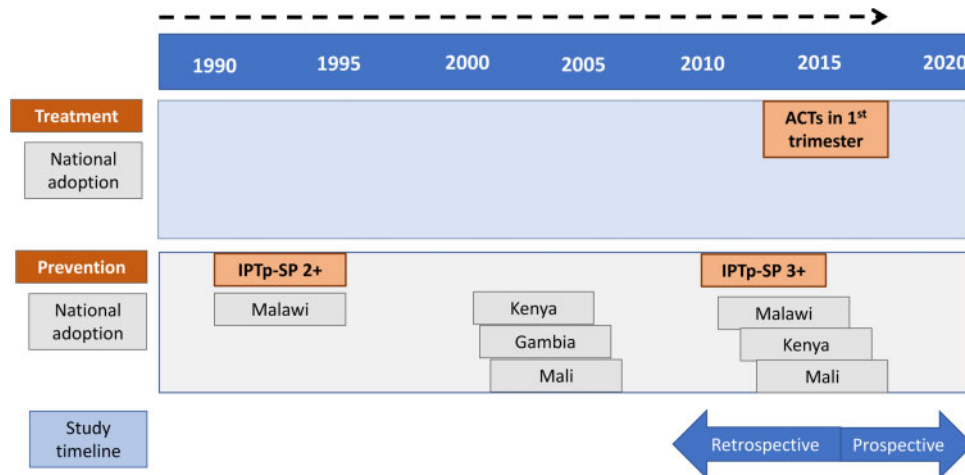 1990 1995 2000 2005 2010 2015 2020
Treatment
ACTs in 1st
trimester
National
adoption
Prevention
IPTp-SP 2+
IPTp-SP 3+
National
adoption
Malawi
Kenya
Malawi
Gambia
Kenya
Mali
Mali
Study
timeline
Retrospective
Prospective